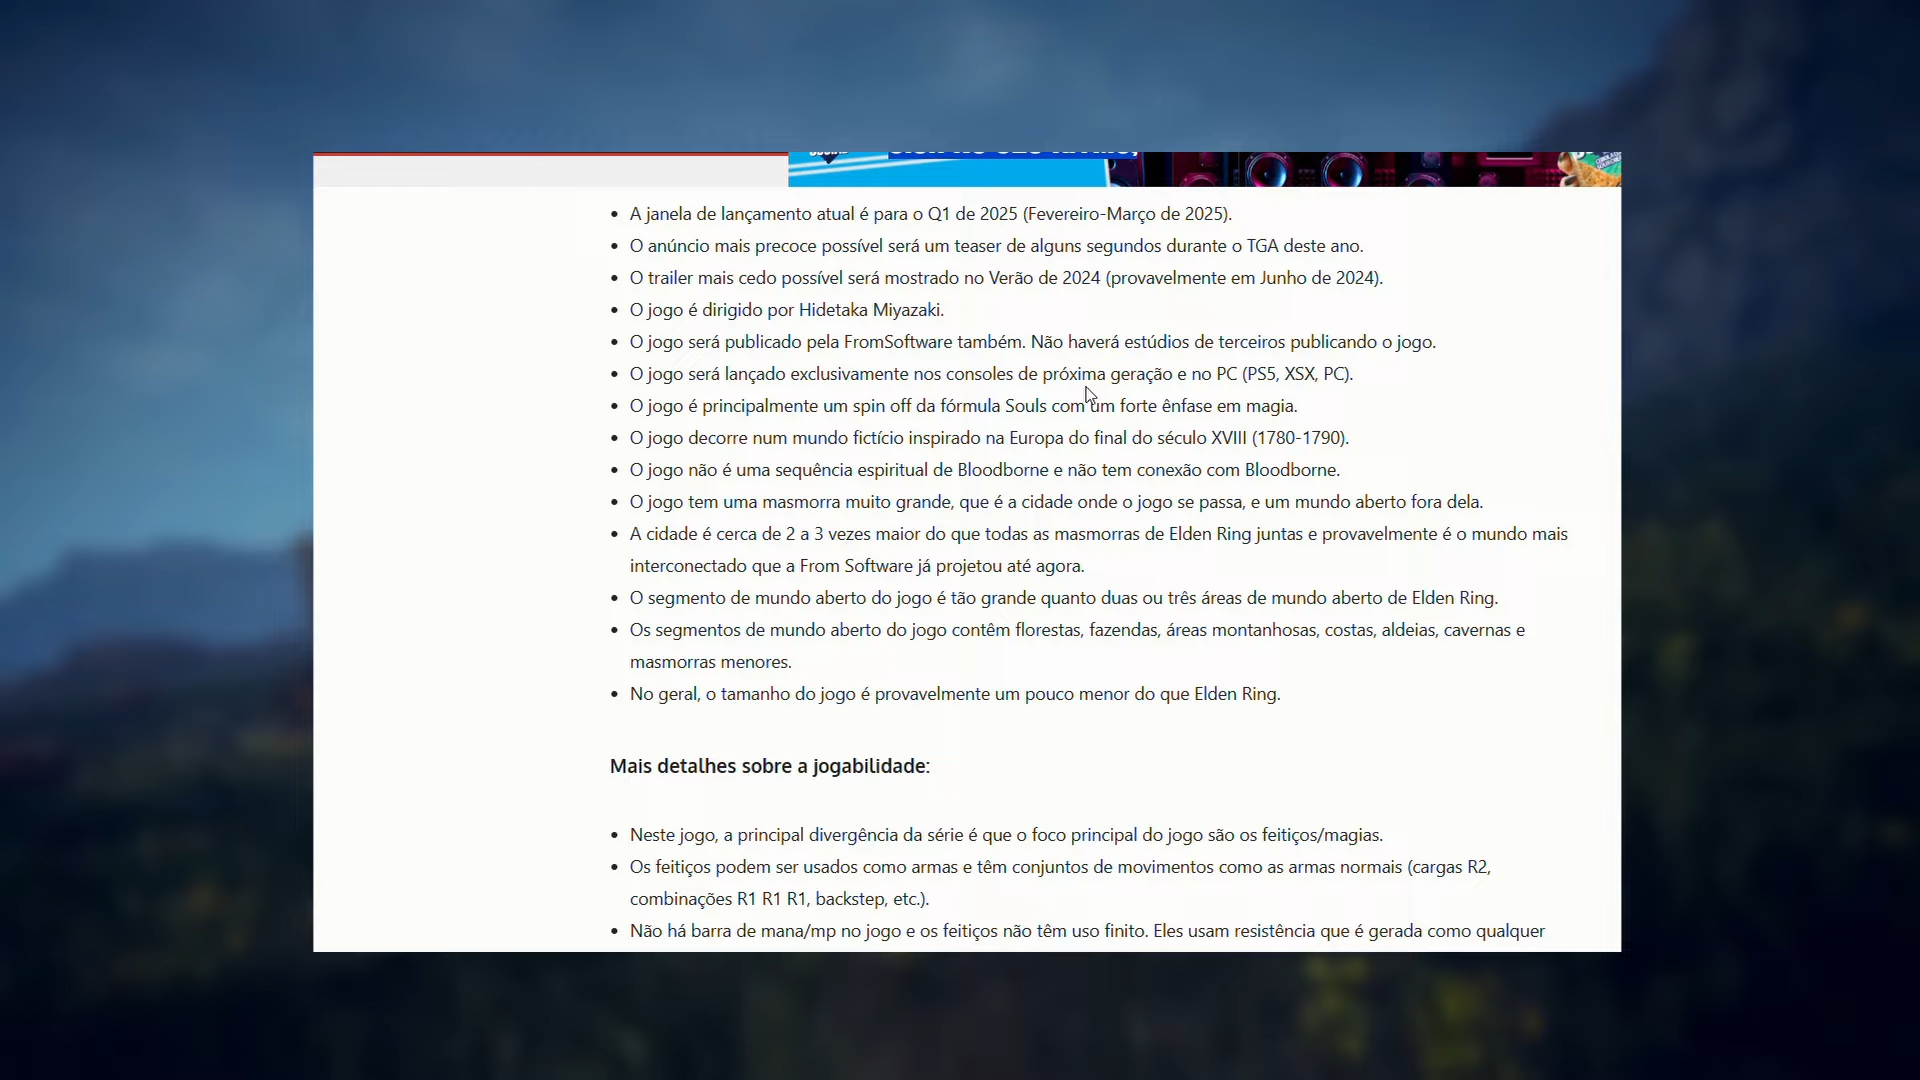 • A janela de lançamento atual é para o Q1 de 2025 (Fevereiro-Março de 2025).
• O anúncio mais precoce possível será um teaser de alguns segundos durante o TGA deste ano.
• O trailer mais cedo possível será mostrado no Verão de 2024 (provavelmente em Junho de 2024).
• O jogo é dirigido por Hidetaka Miyazaki.
• O jogo será publicado pela FromSoftware também. Não haverá estúdios de terceiros publicando o jogo.
• O jogo será lançado exclusivamente nos consoles de próxima geração e no PC (PS5, XSX, PC).
• O jogo é principalmente um spin off da fórmula Souls com um forte ênfase em magia.
• O jogo decorre num mundo fictício inspirado na Europa do final do século XVIII (1780-1790).
• O jogo não é uma sequência espiritual de Bloodborne e não tem conexão com Bloodborne.
• O jogo tem uma masmorra muito grande, que é a cidade onde o jogo se passa, e um mundo aberto fora dela.
• A cidade é cerca de 2 a 3 vezes maior do que todas as masmorras de Elden Ring juntas e provavelmente é o mundo mais
interconectado que a From Software já projetou até agora.
• O segmento de mundo aberto do jogo é tão grande quanto duas ou três áreas de mundo aberto de Elden Ring.
• Os segmentos de mundo aberto do jogo contêm florestas, fazendas, áreas montanhosas, costas, aldeias, cavernas e
masmorras menores.
• No geral, o tamanho do jogo é provavelmente um pouco menor do que Elden Ring.
Mais detalhes sobre a jogabilidade:
• Neste jogo, a principal divergência da série é que o foco principal do jogo são os feitiços/magias.
• Os feitiços podem ser usados como armas e têm conjuntos de movimentos como as armas normais (cargas R2,
combinações R1 R1 R1, backstep, etc.).
• Não há barra de mana/mp no jogo e os feitiços não têm uso finito. Eles usam resistência que é gerada como qualquer